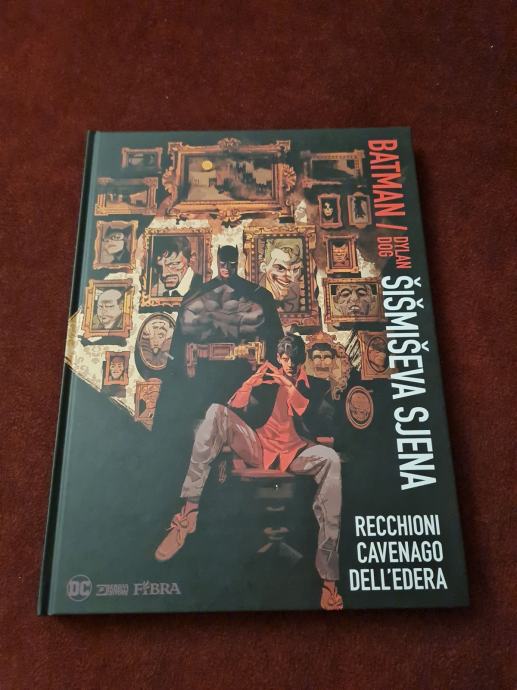 BATMAN / DYLAN DOG
ŠIŠMIŠEVA SJENA
RECCHIONI
CAVENAGO
DELL'EDERA
DC
FIBRA